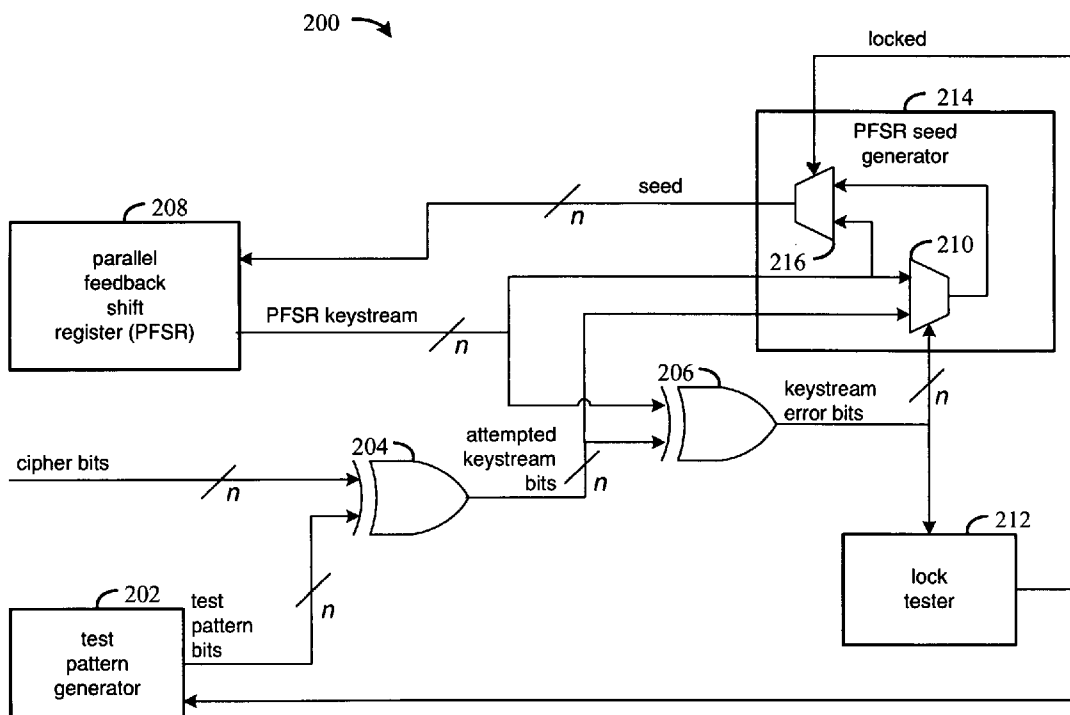 200
locked
214
PFSR seed
generator
seed
n
208
216
210
parallel
feedback
shift
register (PFSR)
PFSR keystream
n
n
206
keystream
error bits
204
attempted
keystream
bits
n
cipher bits
n
212
lock
tester
n
202
test
pattern
bits
test
pattern
generator